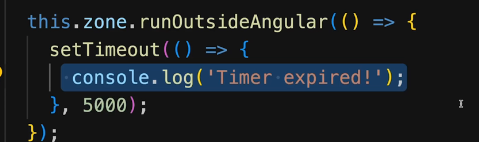 this.zone.runOutsideAngular(() => {
setTimeout(() => {
console.log('Timer expired!');
}, 5000);
});